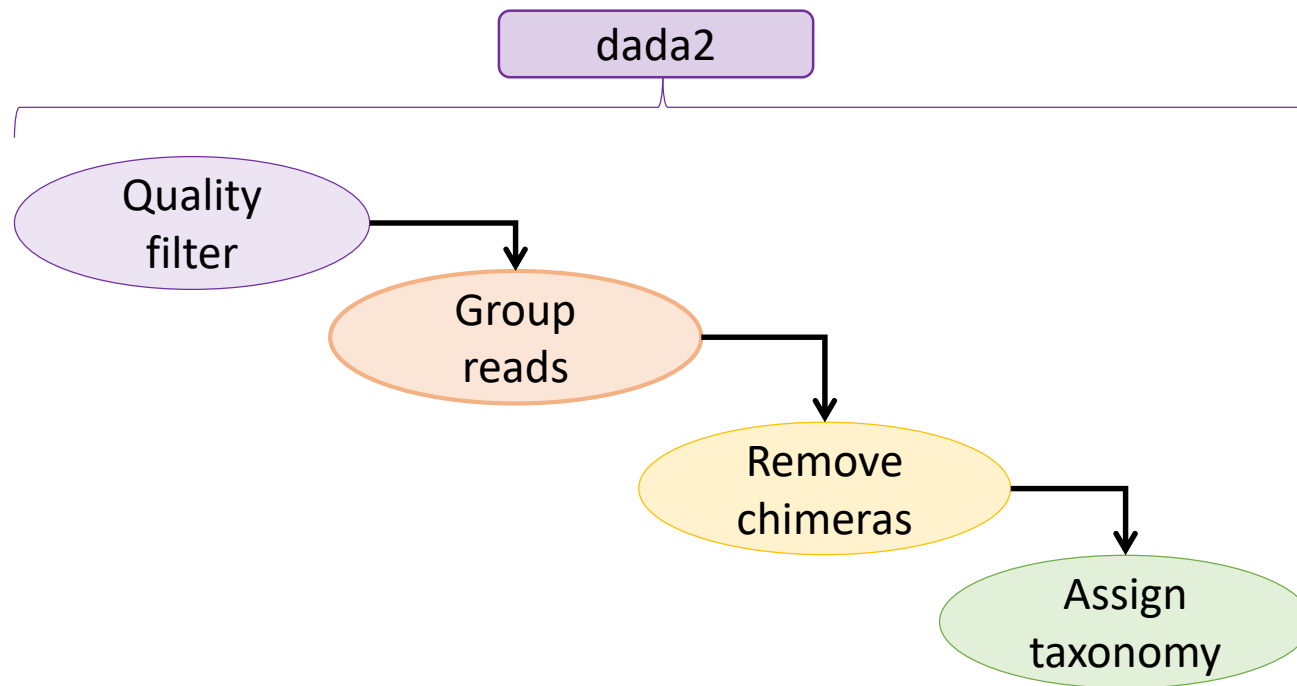 dada2
Quality
filter
Group
reads
Remove
chimeras
Assign
taxonomy